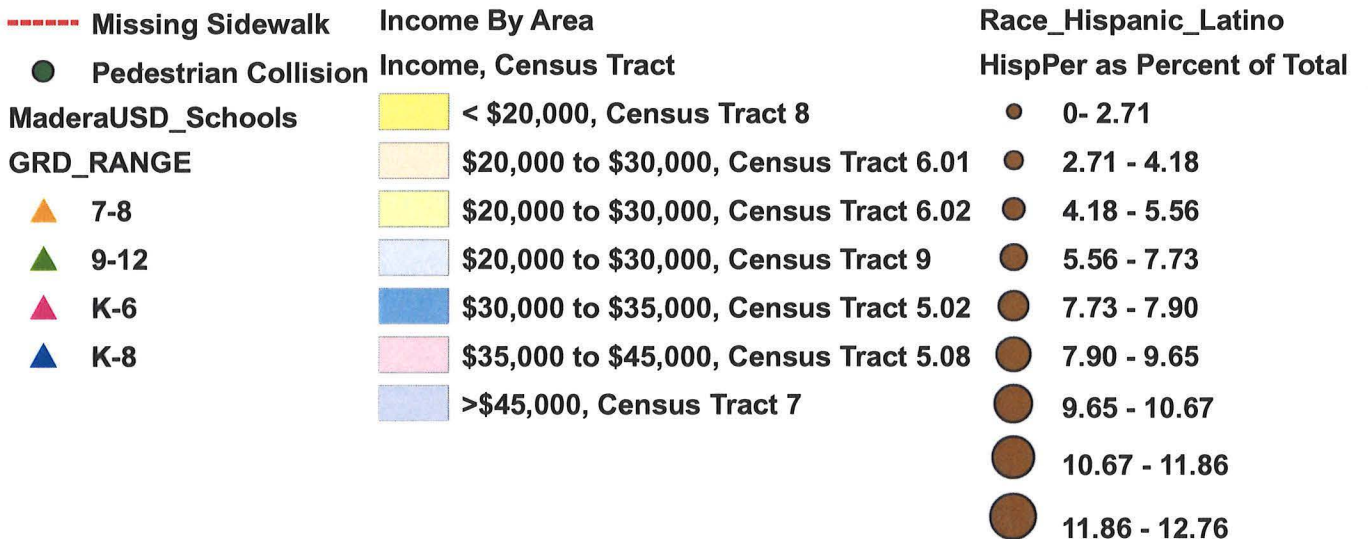 Missing Sidewalk
Pedestrian Collision
MaderaUSD_Schools
GRD_RANGE
7-8
9-12
K-6
K-8
Income By Area
Income, Census Tract
< $20,000, Census Tract 8
$20,000 to $30,000, Census Tract 6.01
$20,000 to $30,000, Census Tract 6.02
$20,000 to $30,000, Census Tract 9
$30,000 to $35,000, Census Tract 5.02
$35,000 to $45,000, Census Tract 5.08
>$45,000, Census Tract 7
Race_Hispanic_Latino
HispPer as Percent of Total
0- 2.71
2.71 - 4.18
4.18 - 5.56
5.56 - 7.73
7.73 - 7.90
7.90 - 9.65
9.65 - 10.67
10.67 - 11.86
11.86 - 12.76